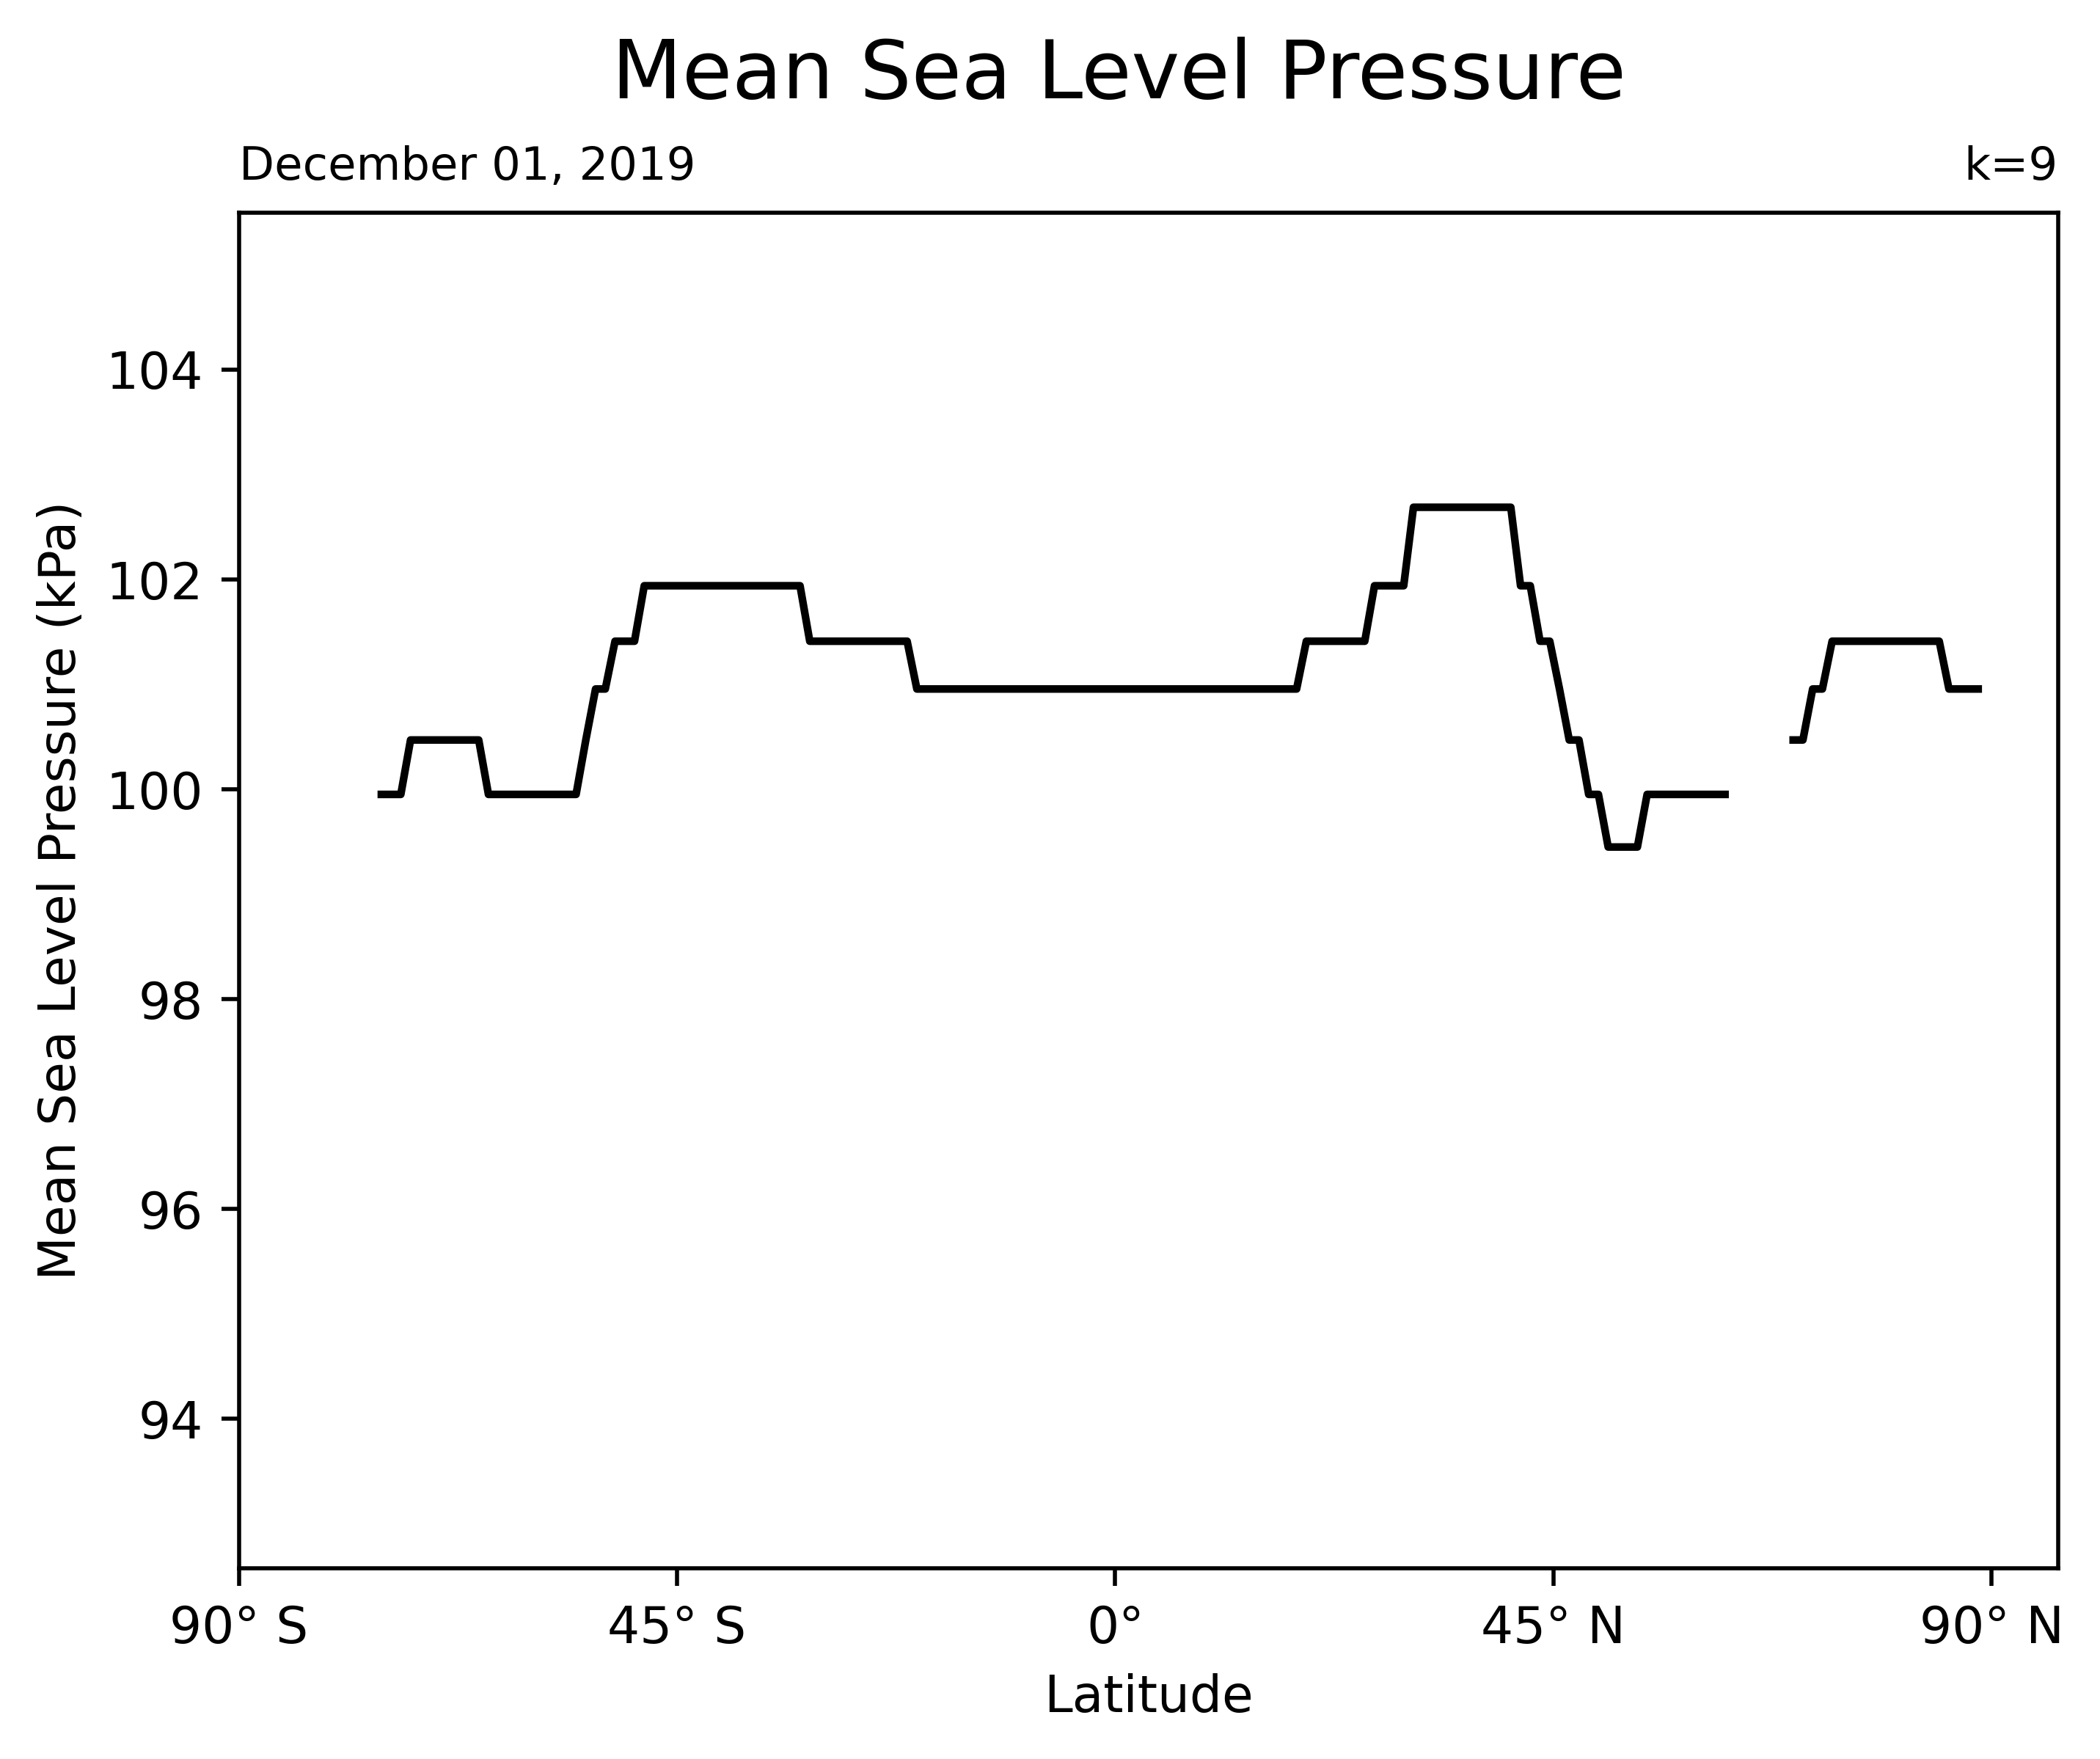 Mean Sea Level Pressure
December 01, 2019
k=9
Mean Sea Level Pressure (kPa)
104
102
100
98
96
94
90° S
45° S
0°
45° N
90° N
Latitude